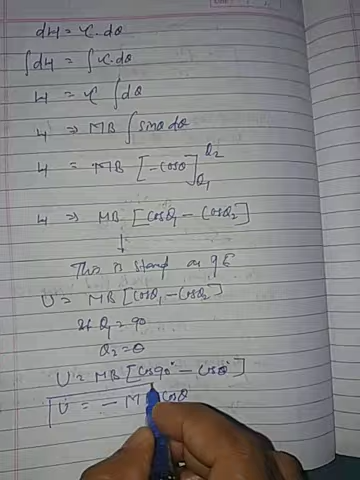 dW = τ.dθ
∫dW = ∫τ.dθ
W = τ ∫dθ
W ⇒ MB ∫sinθ dθ
W = MB [-cosθ]θ1 θ2
W ⇒ MB [cosθ1 - cosθ2]
↓
This is stored as P.E
U = MB [cosθ1 - cosθ2]
If θ1 = 90
θ2 = θ
U = MB [cos90° - cosθ]
U = - M cosθ